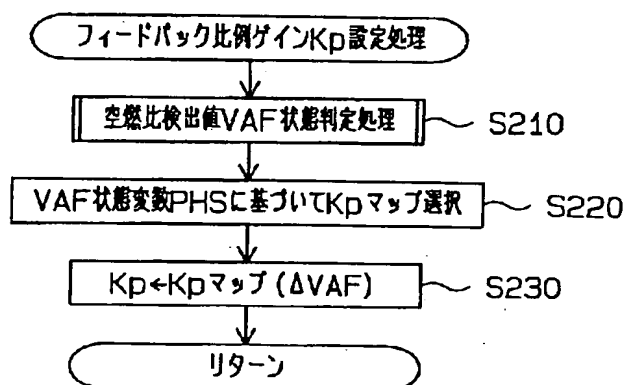 フィードバック比例ゲインKp設定処理
空燃比検出値VAF状態判定処理
S210
VAF状態変数PHSに基づいてKpマップ選択
S220
Kp←Kpマップ(ΔVAF)
S230
リターン